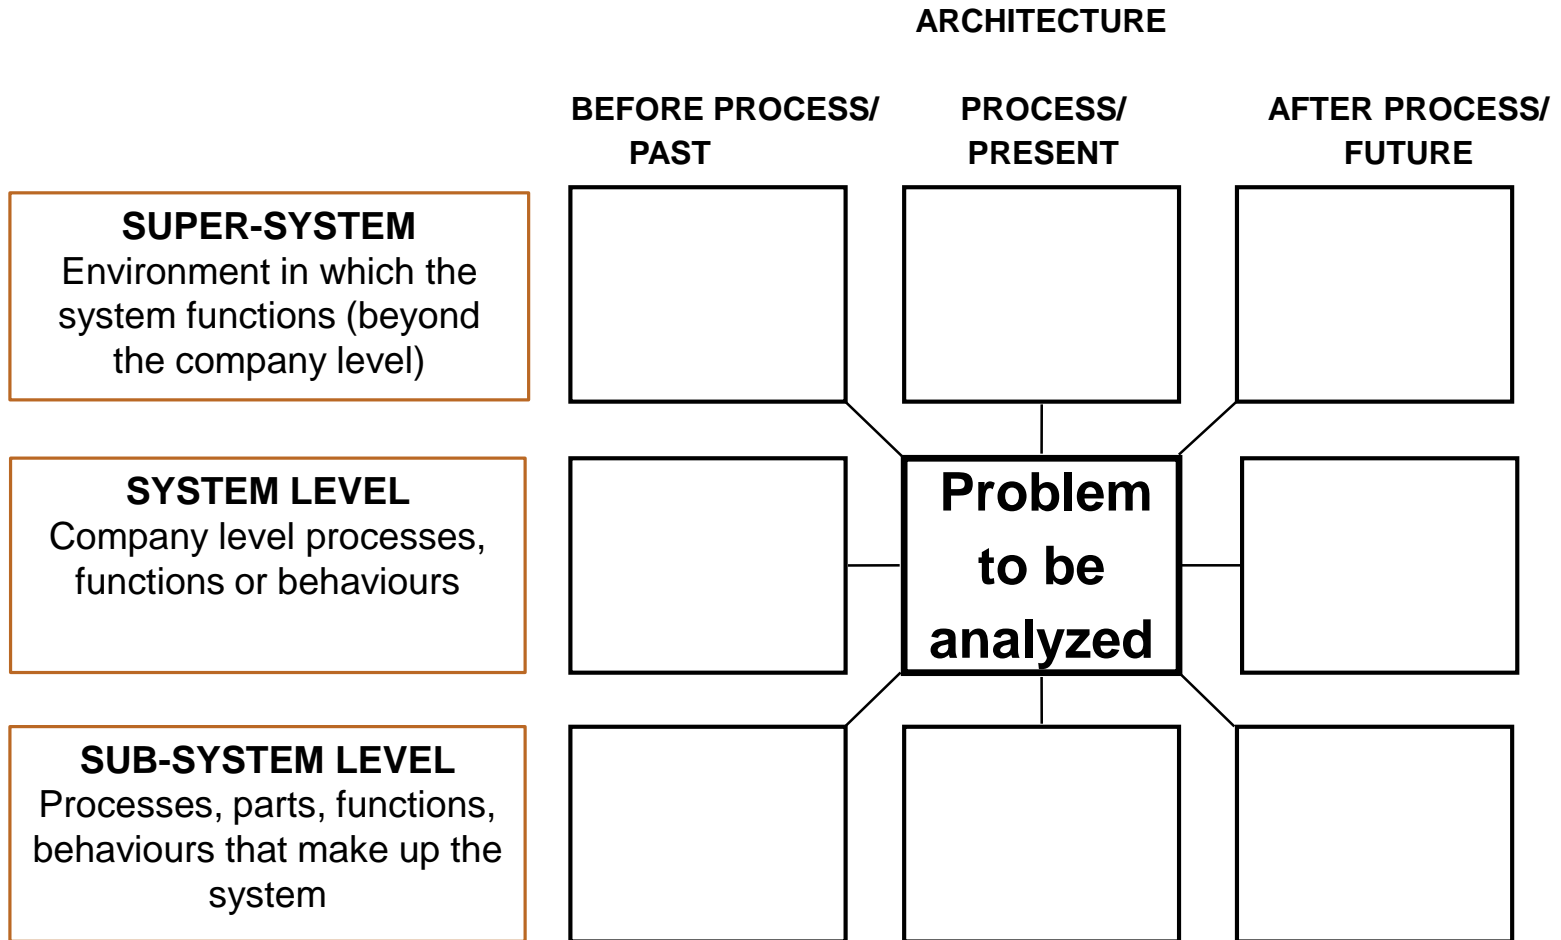 ARCHITECTURE
BEFORE PROCESS/
PAST
PROCESS/
PRESENT
AFTER PROCESS/
FUTURE
SUPER-SYSTEM
Environment in which the
system functions (beyond
the company level)
SYSTEM LEVEL
Company level processes,
functions or behaviours
Problem
to be
analyzed
SUB-SYSTEM LEVEL
Processes, parts, functions,
behaviours that make up the
system